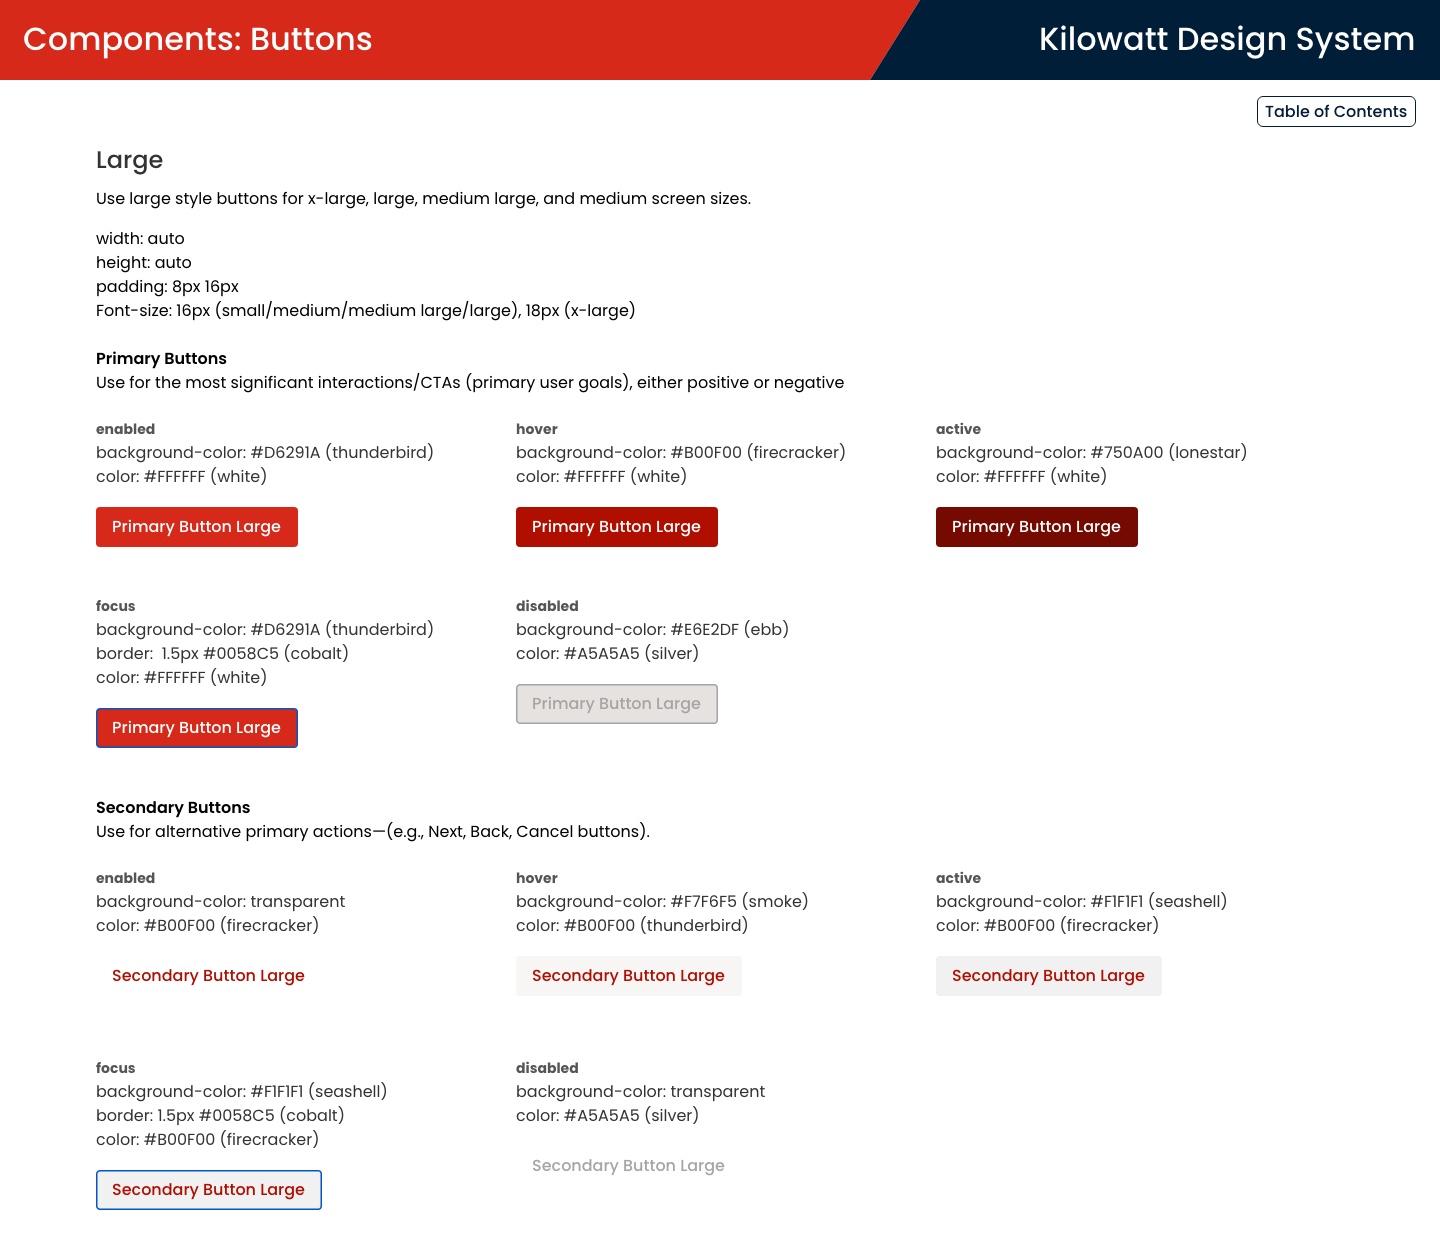 Components: Buttons
Kilowatt Design System
Table of Contents
Large
Use large style buttons for x-large, large, medium large, and medium screen sizes.
width: auto
height: auto
padding: 8px 16px
Font-size: 16px (small/medium/medium large/large), 18px (x-large)
Primary Buttons
Use for the most significant interactions/CTAs (primary user goals), either positive or negative
enabled
background-color: #D6291A (thunderbird)
color: #FFFFFF (white)
Primary Button Large
hover
background-color: #B00F00 (firecracker)
color: #FFFFFF (white)
Primary Button Large
active
background-color: #750A00 (lonestar)
color: #FFFFFF (white)
Primary Button Large
focus
background-color: #D6291A (thunderbird)
border:  1.5px #0058C5 (cobalt)
color: #FFFFFF (white)
Primary Button Large
disabled
background-color: #E6E2DF (ebb)
color: #A5A5A5 (silver)
Primary Button Large
Secondary Buttons
Use for alternative primary actions—(e.g., Next, Back, Cancel buttons).
enabled
background-color: transparent
color: #B00F00 (firecracker)
Secondary Button Large
hover
background-color: #F7F6F5 (smoke)
color: #B00F00 (thunderbird)
Secondary Button Large
active
background-color: #F1F1F1 (seashell)
color: #B00F00 (firecracker)
Secondary Button Large
focus
background-color: #F1F1F1 (seashell)
border: 1.5px #0058C5 (cobalt)
color: #B00F00 (firecracker)
Secondary Button Large
disabled
background-color: transparent
color: #A5A5A5 (silver)
Secondary Button Large